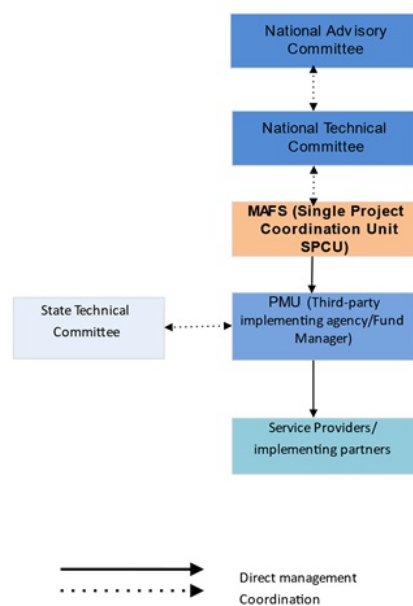 National Advisory
Committee
National Technical
Committee
MAFS (Single Project
Coordination Unit
SPCU)
State Technical
Committee
PMU (Third-party
implementing agency/Fund
Manager)
Service Providers/
implementing partners
Direct management
Coordination